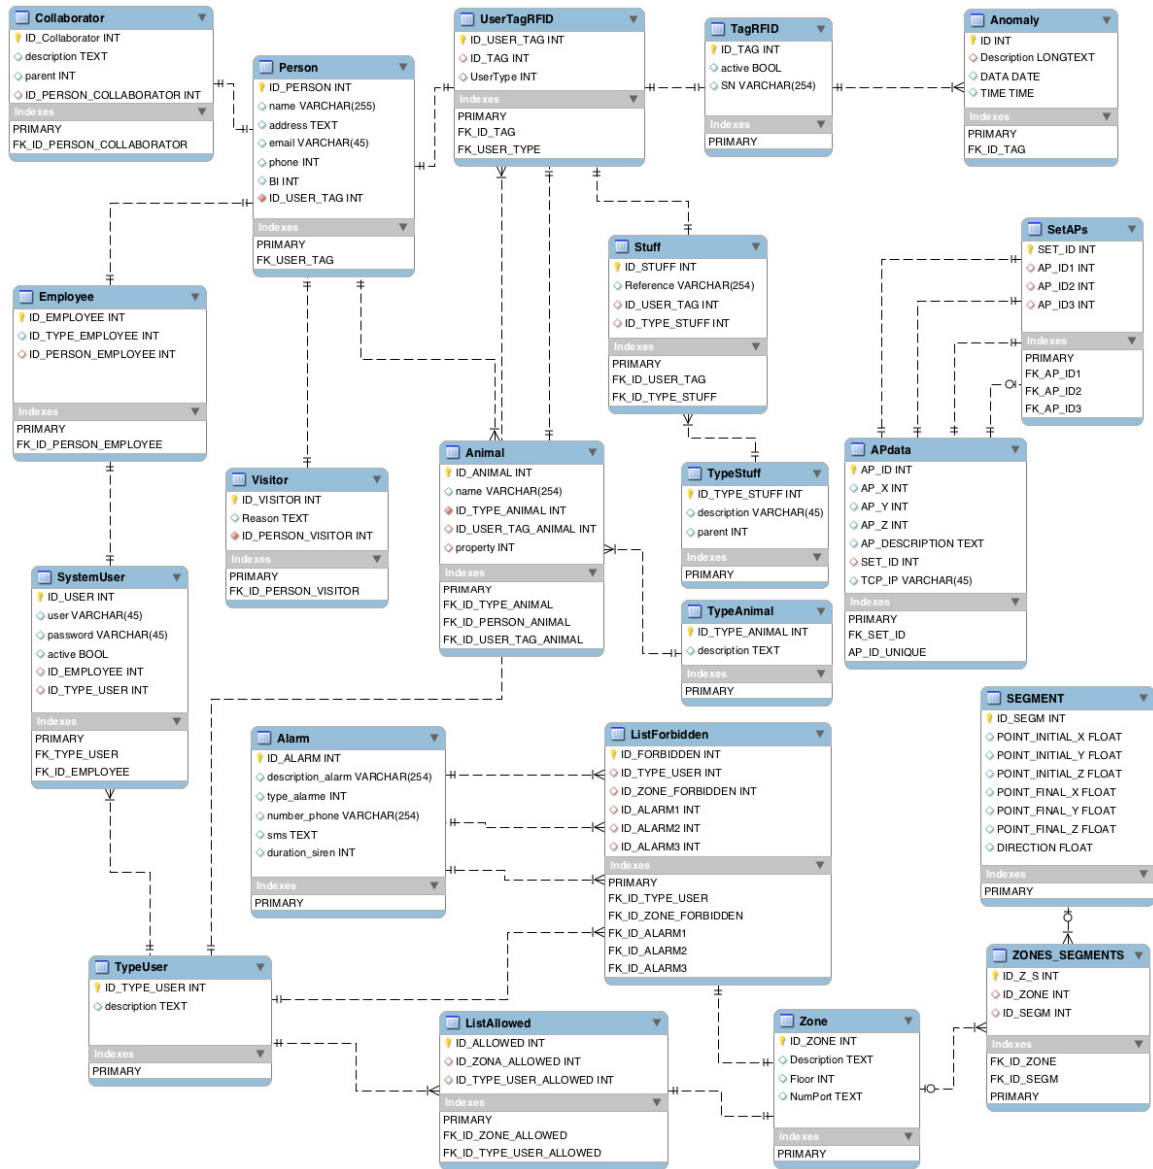 Collaborator
ID_Collaborator INT
description TEXT
parent INT
ID_PERSON_COLLABORATOR INT
Indexes
PRIMARY
FK_ID_PERSON_COLLABORATOR
Person
ID_PERSON INT
name VARCHAR(255)
address TEXT
email VARCHAR(45)
phone INT
BI INT
ID_USER_TAG INT
Indexes
PRIMARY
FK_USER_TAG
UserTagRFID
ID_USER_TAG INT
ID_TAG INT
UserType INT
Indexes
PRIMARY
FK_ID_TAG
FK_USER_TYPE
TagRFID
ID_TAG INT
active BOOL
SN VARCHAR(254)
Indexes
PRIMARY
Anomaly
ID INT
Description LONGTEXT
DATA DATE
TIME TIME
Indexes
PRIMARY
FK_ID_TAG
Employee
ID_EMPLOYEE INT
ID_TYPE_EMPLOYEE INT
ID_PERSON_EMPLOYEE INT
Indexes
PRIMARY
FK_ID_PERSON_EMPLOYEE
Stuff
ID_STUFF INT
Reference VARCHAR(254)
ID_USER_TAG INT
ID_TYPE_STUFF INT
Indexes
PRIMARY
FK_ID_USER_TAG
FK_ID_TYPE_STUFF
SetAPs
SET_ID INT
AP_ID1 INT
AP_ID2 INT
AP_ID3 INT
Indexes
PRIMARY
FK_AP_ID1
FK_AP_ID2
FK_AP_ID3
Visitor
ID_VISITOR INT
Reason TEXT
ID_PERSON_VISITOR INT
Indexes
PRIMARY
FK_ID_PERSON_VISITOR
Animal
ID_ANIMAL INT
name VARCHAR(254)
ID_TYPE_ANIMAL INT
ID_USER_TAG_ANIMAL INT
property INT
Indexes
PRIMARY
FK_ID_TYPE_ANIMAL
FK_ID_PERSON_ANIMAL
FK_ID_USER_TAG_ANIMAL
TypeStuff
ID_TYPE_STUFF INT
description VARCHAR(45)
parent INT
Indexes
PRIMARY
APdata
AP_ID INT
AP_X INT
AP_Y INT
AP_Z INT
AP_DESCRIPTION TEXT
SET_ID INT
TCP_IP VARCHAR(45)
Indexes
PRIMARY
FK_SET_ID
AP_ID_UNIQUE
SystemUser
ID_USER INT
user VARCHAR(45)
password VARCHAR(45)
active BOOL
ID_EMPLOYEE INT
ID_TYPE_USER INT
Indexes
PRIMARY
FK_TYPE_USER
FK_ID_EMPLOYEE
TypeAnimal
ID_TYPE_ANIMAL INT
description TEXT
Indexes
PRIMARY
Alarm
ID_ALARM INT
description_alarm VARCHAR(254)
type_alarme INT
number_phone VARCHAR(254)
sms TEXT
duration_siren INT
Indexes
PRIMARY
ListForbidden
ID_FORBIDDEN INT
ID_TYPE_USER INT
ID_ZONE_FORBIDDEN INT
ID_ALARM1 INT
ID_ALARM2 INT
ID_ALARM3 INT
Indexes
PRIMARY
FK_ID_TYPE_USER
FK_ID_ZONE_FORBIDDEN
FK_ID_ALARM1
FK_ID_ALARM2
FK_ID_ALARM3
SEGMENT
ID_SEGM INT
POINT_INITIAL_X FLOAT
POINT_INITIAL_Y FLOAT
POINT_INITIAL_Z FLOAT
POINT_FINAL_X FLOAT
POINT_FINAL_Y FLOAT
POINT_FINAL_Z FLOAT
DIRECTION FLOAT
Indexes
PRIMARY
TypeUser
ID_TYPE_USER INT
description TEXT
Indexes
PRIMARY
ListAllowed
ID_ALLOWED INT
ID_ZONA_ALLOWED INT
ID_TYPE_USER_ALLOWED INT
Indexes
PRIMARY
FK_ID_ZONE_ALLOWED
FK_ID_TYPE_USER_ALLOWED
Zone
ID_ZONE INT
Description TEXT
Floor INT
NumPort TEXT
Indexes
PRIMARY
ZONES_SEGMENTS
ID_Z_S INT
ID_ZONE INT
ID_SEGM INT
Indexes
FK_ID_ZONE
FK_ID_SEGM
PRIMARY